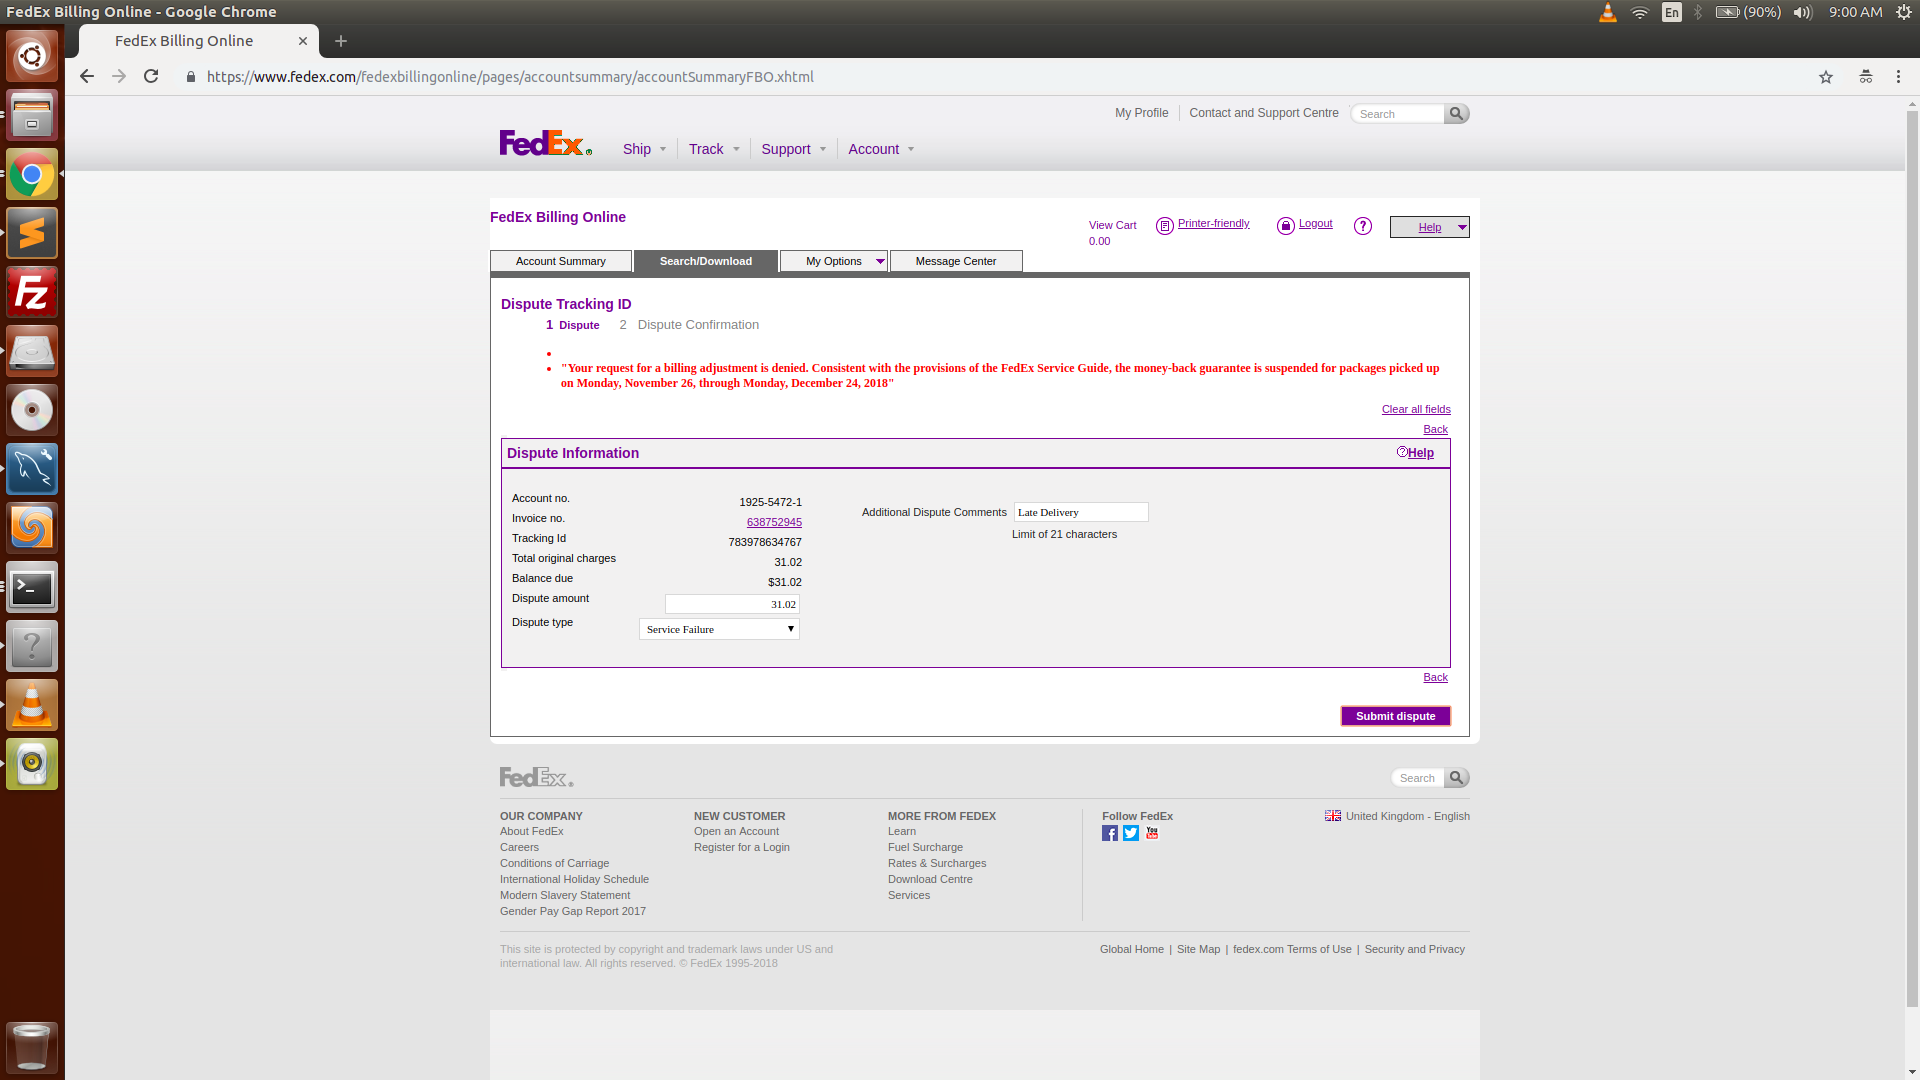 FedEx Billing Online - Google Chrome
En
(90%)
9:00 AM
FedEx Billing Online
https://www.fedex.com/fedexbillingonline/pages/accountsummary/accountSummaryFBO.xhtml
My Profile
Contact and Support Centre
Search
FedEx®
Ship
Track
Support
Account
FedEx Billing Online
View Cart
0.00
Printer-friendly
Logout
?
Help
Account Summary
Search/Download
My Options
Message Center
Dispute Tracking ID
1 Dispute 2 Dispute Confirmation
"Your request for a billing adjustment is denied. Consistent with the provisions of the FedEx Service Guide, the money-back guarantee is suspended for packages picked up
on Monday, November 26, through Monday, December 24, 2018"
Clear all fields
Back
Dispute Information
?Help
Account no. 1925-5472-1
Invoice no. 638752945
Tracking Id 783978634767
Total original charges 31.02
Balance due $31.02
Dispute amount 31.02
Dispute type Service Failure
Additional Dispute Comments Late Delivery
Limit of 21 characters
Back
Submit dispute
FedEx®
Search
OUR COMPANY
About FedEx
Careers
Conditions of Carriage
International Holiday Schedule
Modern Slavery Statement
Gender Pay Gap Report 2017
NEW CUSTOMER
Open an Account
Register for a Login
MORE FROM FEDEX
Learn
Fuel Surcharge
Rates & Surcharges
Download Centre
Services
Follow FedEx
You
United Kingdom - English
This site is protected by copyright and trademark laws under US and
international law. All rights reserved. © FedEx 1995-2018
Global Home | Site Map | fedex.com Terms of Use | Security and Privacy